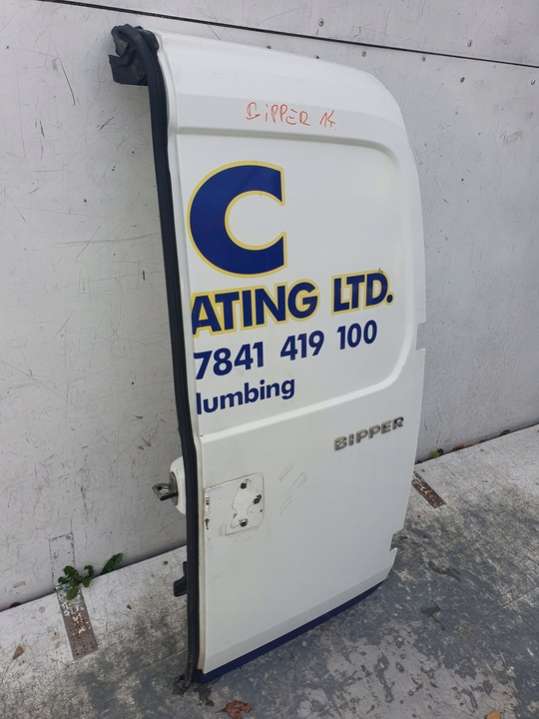 BIPPER 14
C
ATING LTD.
7841 419 100
lumbing
BIPPER